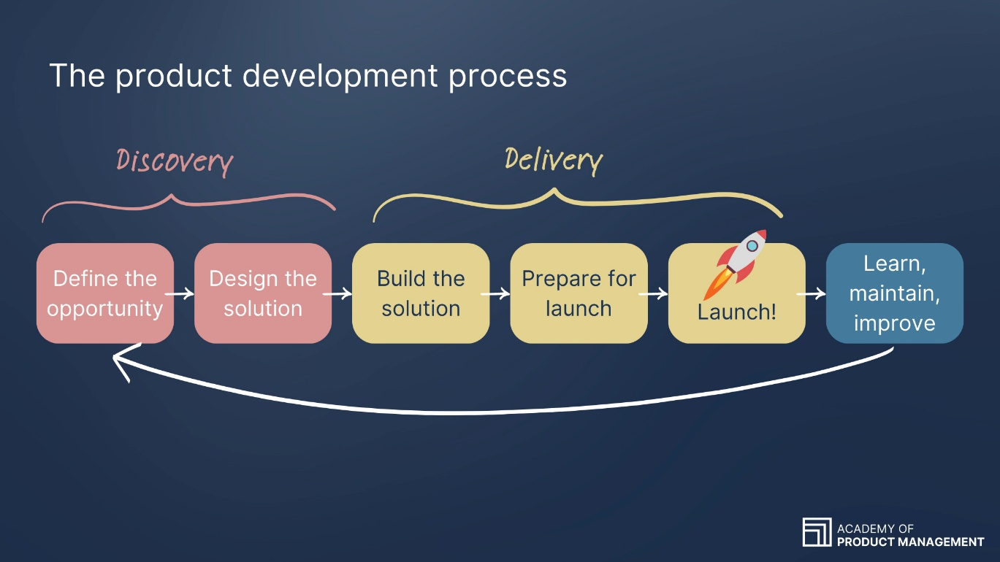 The product development process
Discovery
Delivery
Define the
opportunity
Design the
solution
Build the
solution
Prepare for
launch
Launch!
Learn,
maintain,
improve
ACADEMY OF
PRODUCT MANAGEMENT